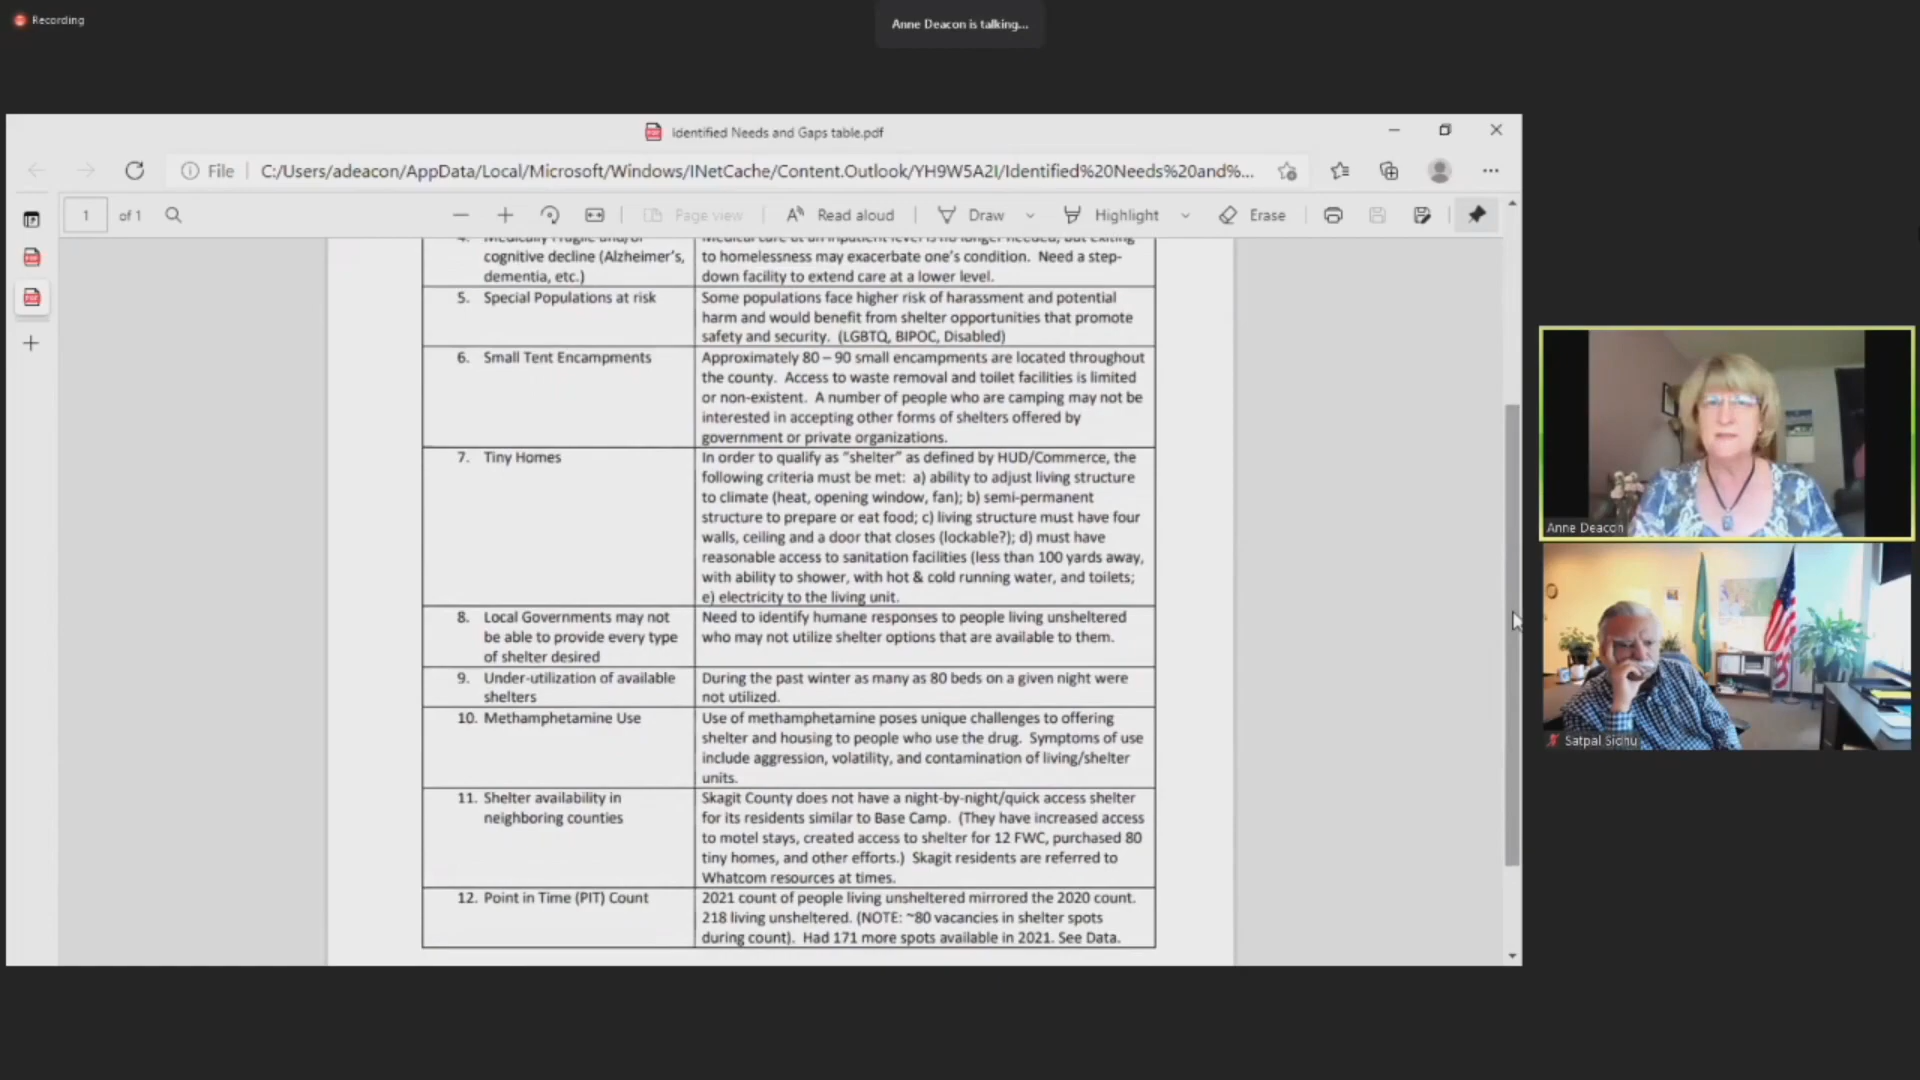 Recording
Anne Deacon is talking...
Identified Needs and Gaps table.pdf
File
C:/Users/adeacon/AppData/Local/Microsoft/Windows/INetCache/Content.Outlook/YH9W5A2I/Identified%20Needs%20and%...
1 of 1
Page view
Read aloud
Draw
Highlight
Erase
4. Medically Fragile and/or
cognitive decline (Alzheimer's,
dementia, etc.)
Medical care at an inpatient level is no longer needed, but exiting
to homelessness may exacerbate one's condition. Need a step-
down facility to extend care at a lower level.
5. Special Populations at risk
Some populations face higher risk of harassment and potential
harm and would benefit from shelter opportunities that promote
safety and security. (LGBTQ, BIPOC, Disabled)
6. Small Tent Encampments
Approximately 80 – 90 small encampments are located throughout
the county. Access to waste removal and toilet facilities is limited
or non-existent. A number of people who are camping may not be
interested in accepting other forms of shelters offered by
government or private organizations.
7. Tiny Homes
In order to qualify as "shelter" as defined by HUD/Commerce, the
following criteria must be met: a) ability to adjust living structure
to climate (heat, opening window, fan); b) semi-permanent
structure to prepare or eat food; c) living structure must have four
walls, ceiling and a door that closes (lockable?); d) must have
reasonable access to sanitation facilities (less than 100 yards away,
with ability to shower, with hot & cold running water, and toilets;
e) electricity to the living unit.
8. Local Governments may not
be able to provide every type
of shelter desired
Need to identify humane responses to people living unsheltered
who may not utilize shelter options that are available to them.
9. Under-utilization of available
shelters
During the past winter as many as 80 beds on a given night were
not utilized.
10. Methamphetamine Use
Use of methamphetamine poses unique challenges to offering
shelter and housing to people who use the drug. Symptoms of use
include aggression, volatility, and contamination of living/shelter
units.
11. Shelter availability in
neighboring counties
Skagit County does not have a night-by-night/quick access shelter
for its residents similar to Base Camp. (They have increased access
to motel stays, created access to shelter for 12 FWC, purchased 80
tiny homes, and other efforts.) Skagit residents are referred to
Whatcom resources at times.
12. Point in Time (PIT) Count
2021 count of people living unsheltered mirrored the 2020 count.
218 living unsheltered. (NOTE: ~80 vacancies in shelter spots
during count). Had 171 more spots available in 2021. See Data.
Anne Deacon
Satpal Sidhu